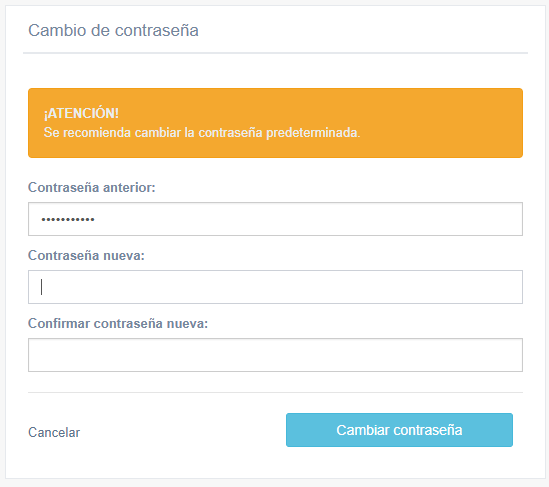 Cambio de contraseña
¡ATENCIÓN!
Se recomienda cambiar la contraseña predeterminada.
Contraseña anterior:
•••••••••••
Contraseña nueva:
Confirmar contraseña nueva:
Cancelar
Cambiar contraseña